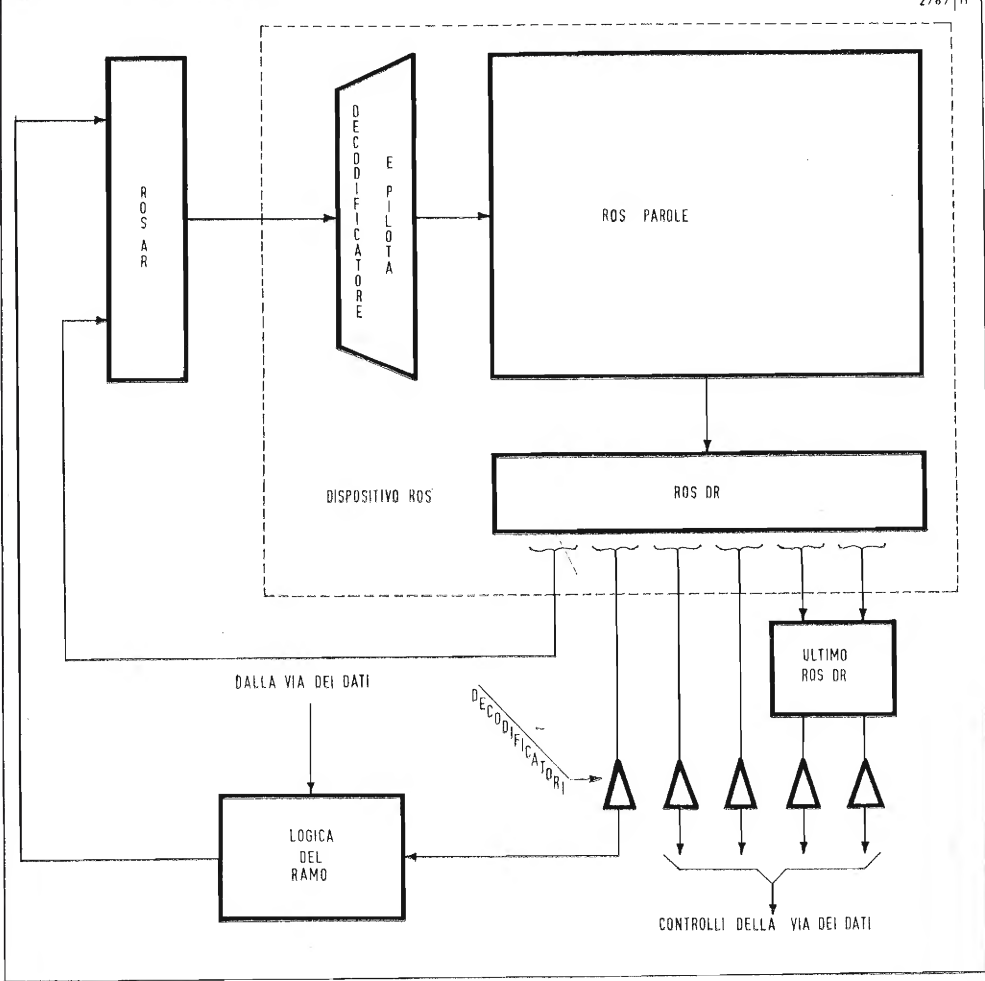 ROS AR
DECODIFICATORE
E PILOTA
ROS PAROLE
DISPOSITIVO ROS
ROS DR
ULTIMO
ROS DR
DALLA VIA DEI DATI
DECODIFICATORI
LOGICA
DEL
RAMO
CONTROLLI DELLA VIA DEI DATI